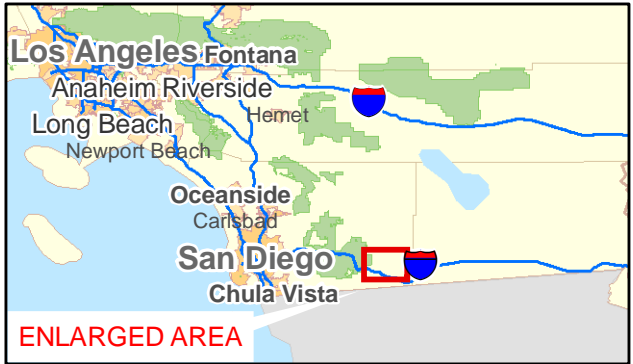 Los Angeles Fontana
Anaheim Riverside
Hemet
Long Beach
Newport Beach
Oceanside
Carlsbad
San Diego
Chula Vista
ENLARGED AREA